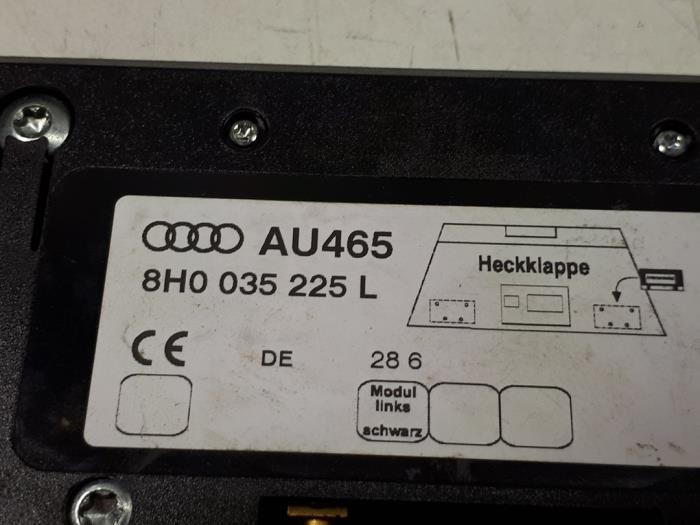 AU465
8H0 035 225 L
Heckklappe
CE
DE 28 6
Modul
links
schwarz